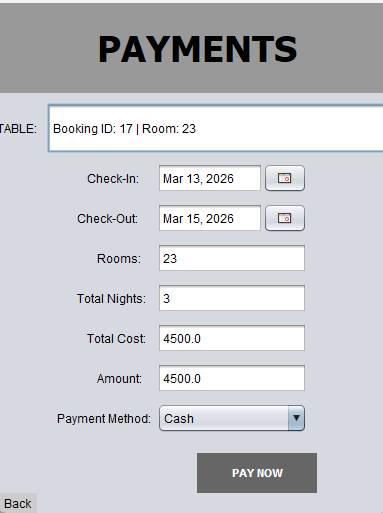 PAYMENTS
TABLE: Booking ID: 17 | Room: 23
Check-In: Mar 13, 2026
Check-Out: Mar 15, 2026
Rooms: 23
Total Nights: 3
Total Cost: 4500.0
Amount: 4500.0
Payment Method: Cash
PAY NOW
Back